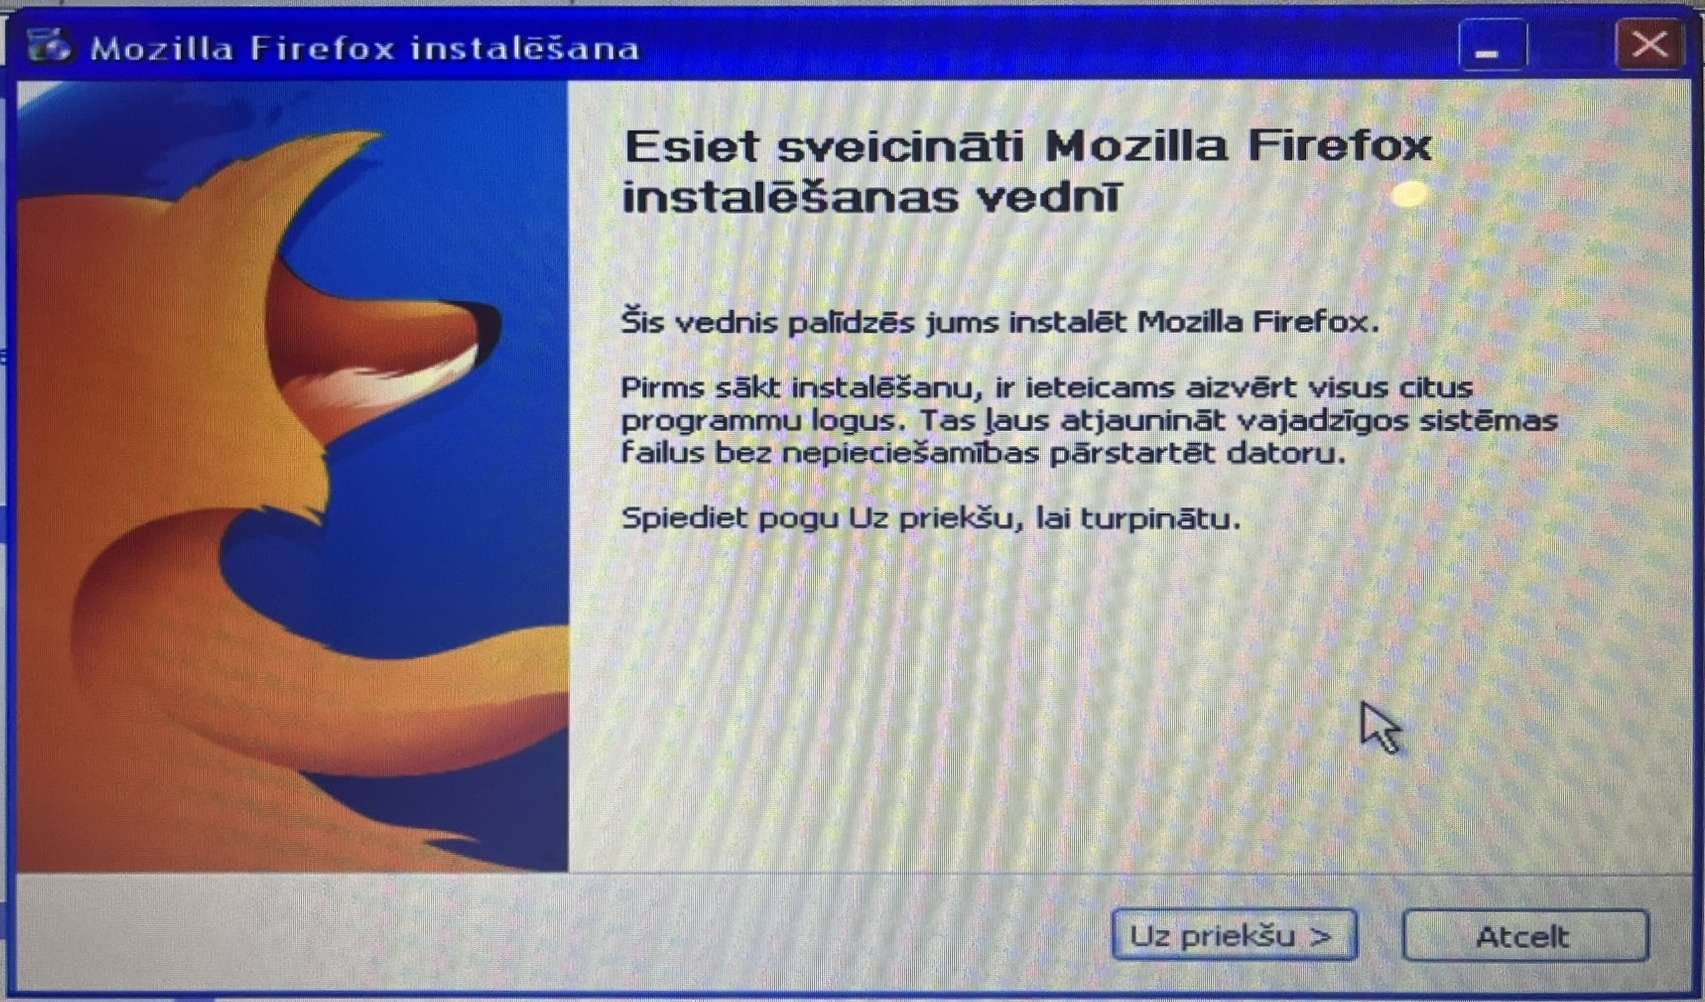 Mozilla Firefox instalēšana
Esiet sveicināti Mozilla Firefox
instalēšanas vednī
Šis vednis palīdzēs jums instalēt Mozilla Firefox.
Pirms sākt instalēšanu, ir ieteicams aizvērt visus citus
programmu logus. Tas ļaus atjaunināt vajadzīgos sistēmas
failus bez nepieciešamības pārstartēt datoru.
Spiediet pogu Uz priekšu, lai turpinātu.
Uz priekšu >
Atcelt